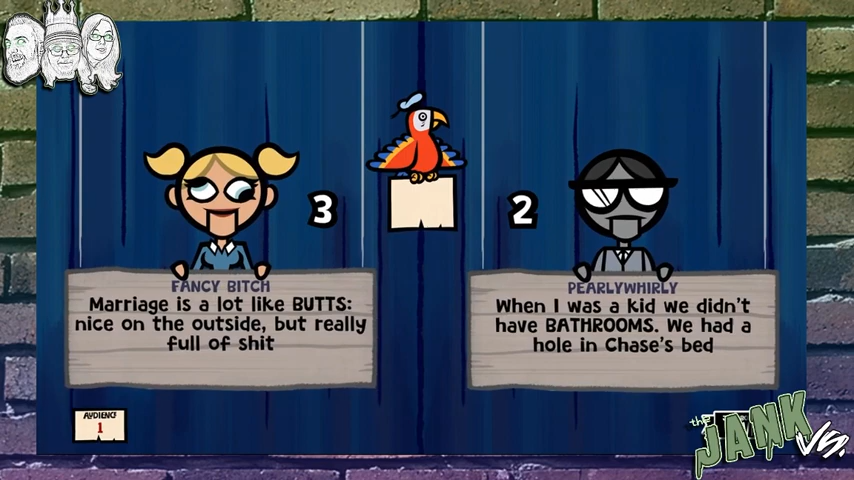 3
2
FANCY BITCH
Marriage is a lot like BUTTS:
nice on the outside, but really
full of shit
PEARLYWHIRLY
When I was a kid we didn't
have BATHROOMS. We had a
hole in Chase's bed
AUDIENCE
1
the
JANK
VS.